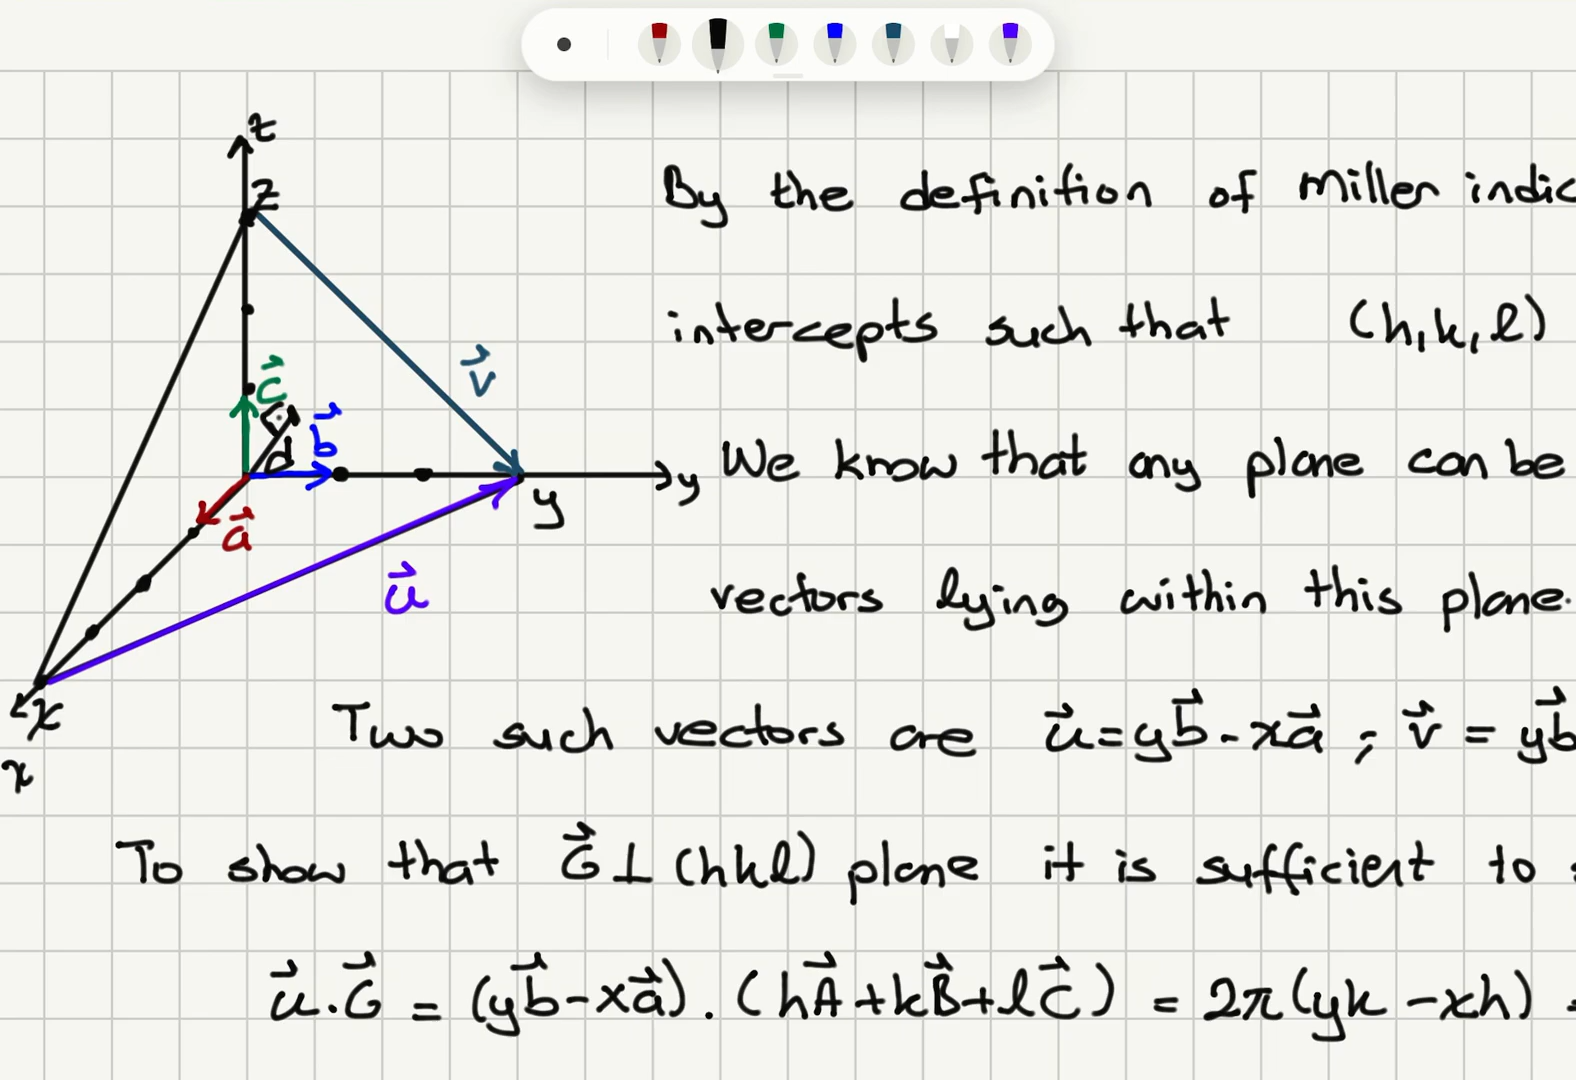 z
z
By the definition of Miller indic
intercepts such that (h,k,l)
v⃗
c⃗
b⃗
d
We know that any plane can be
y
y
a⃗
u⃗
vectors lying within this plane.
x
Two such vectors are u⃗=yb⃗-xa⃗ ; v⃗ = yb⃗
x
To show that G⃗⊥(hkl) plane it is sufficient to
u⃗.G⃗ = (yb⃗-xa⃗).(hA⃗+kB⃗+lC⃗) = 2π(yk-xh) =